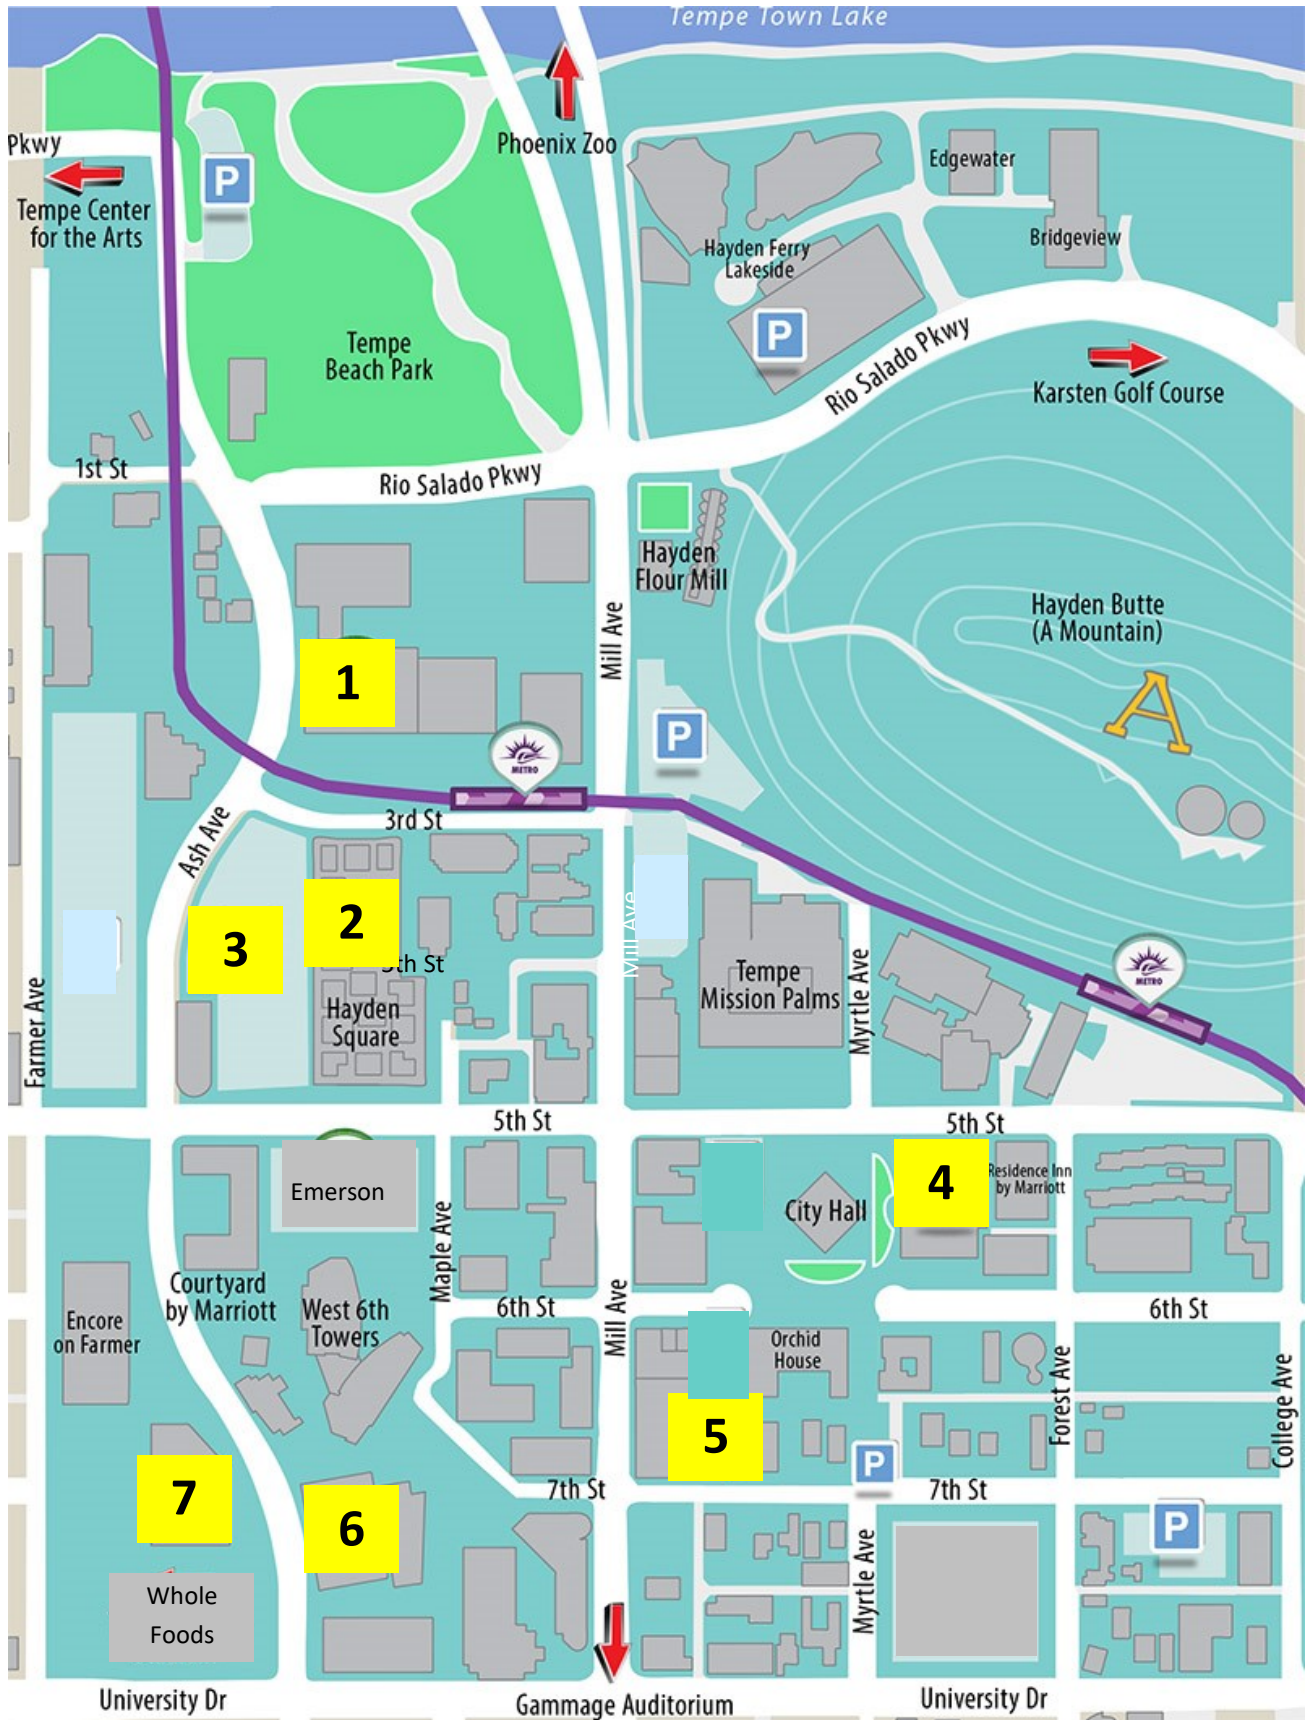 Tempe Town Lake
Pkwy
Phoenix Zoo
P
Tempe Center
for the Arts
Edgewater
Bridgeview
Hayden Ferry
Lakeside
P
Tempe
Beach Park
Rio Salado Pkwy
Karsten Golf Course
1st St
Rio Salado Pkwy
Hayden
Flour Mill
Mill Ave
Hayden Butte
(A Mountain)
A
1
P
METRO
3rd St
Ash Ave
2
3
Mill Ave
5th St
Hayden
Square
Tempe
Mission Palms
Myrtle Ave
METRO
Farmer Ave
5th St
5th St
Emerson
4
Residence Inn
by Marriott
City Hall
Maple Ave
Courtyard
by Marriott
West 6th
Towers
6th St
Mill Ave
6th St
Encore
on Farmer
Orchid
House
Forest Ave
College Ave
5
P
7
6
7th St
7th St
P
Myrtle Ave
Whole
Foods
University Dr
Gammage Auditorium
University Dr